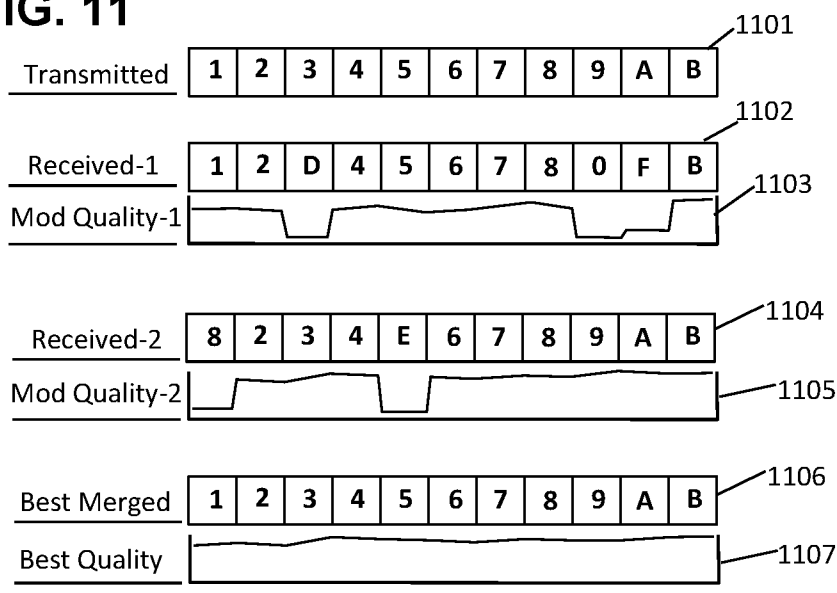 IG. 11
1101
Transmitted 1 2 3 4 5 6 7 8 9 A B
1102
Received-1 1 2 D 4 5 6 7 8 0 F B
1103
Mod Quality-1
1104
Received-2 8 2 3 4 E 6 7 8 9 A B
Mod Quality-2 1105
1106
Best Merged 1 2 3 4 5 6 7 8 9 A B
Best Quality 1107